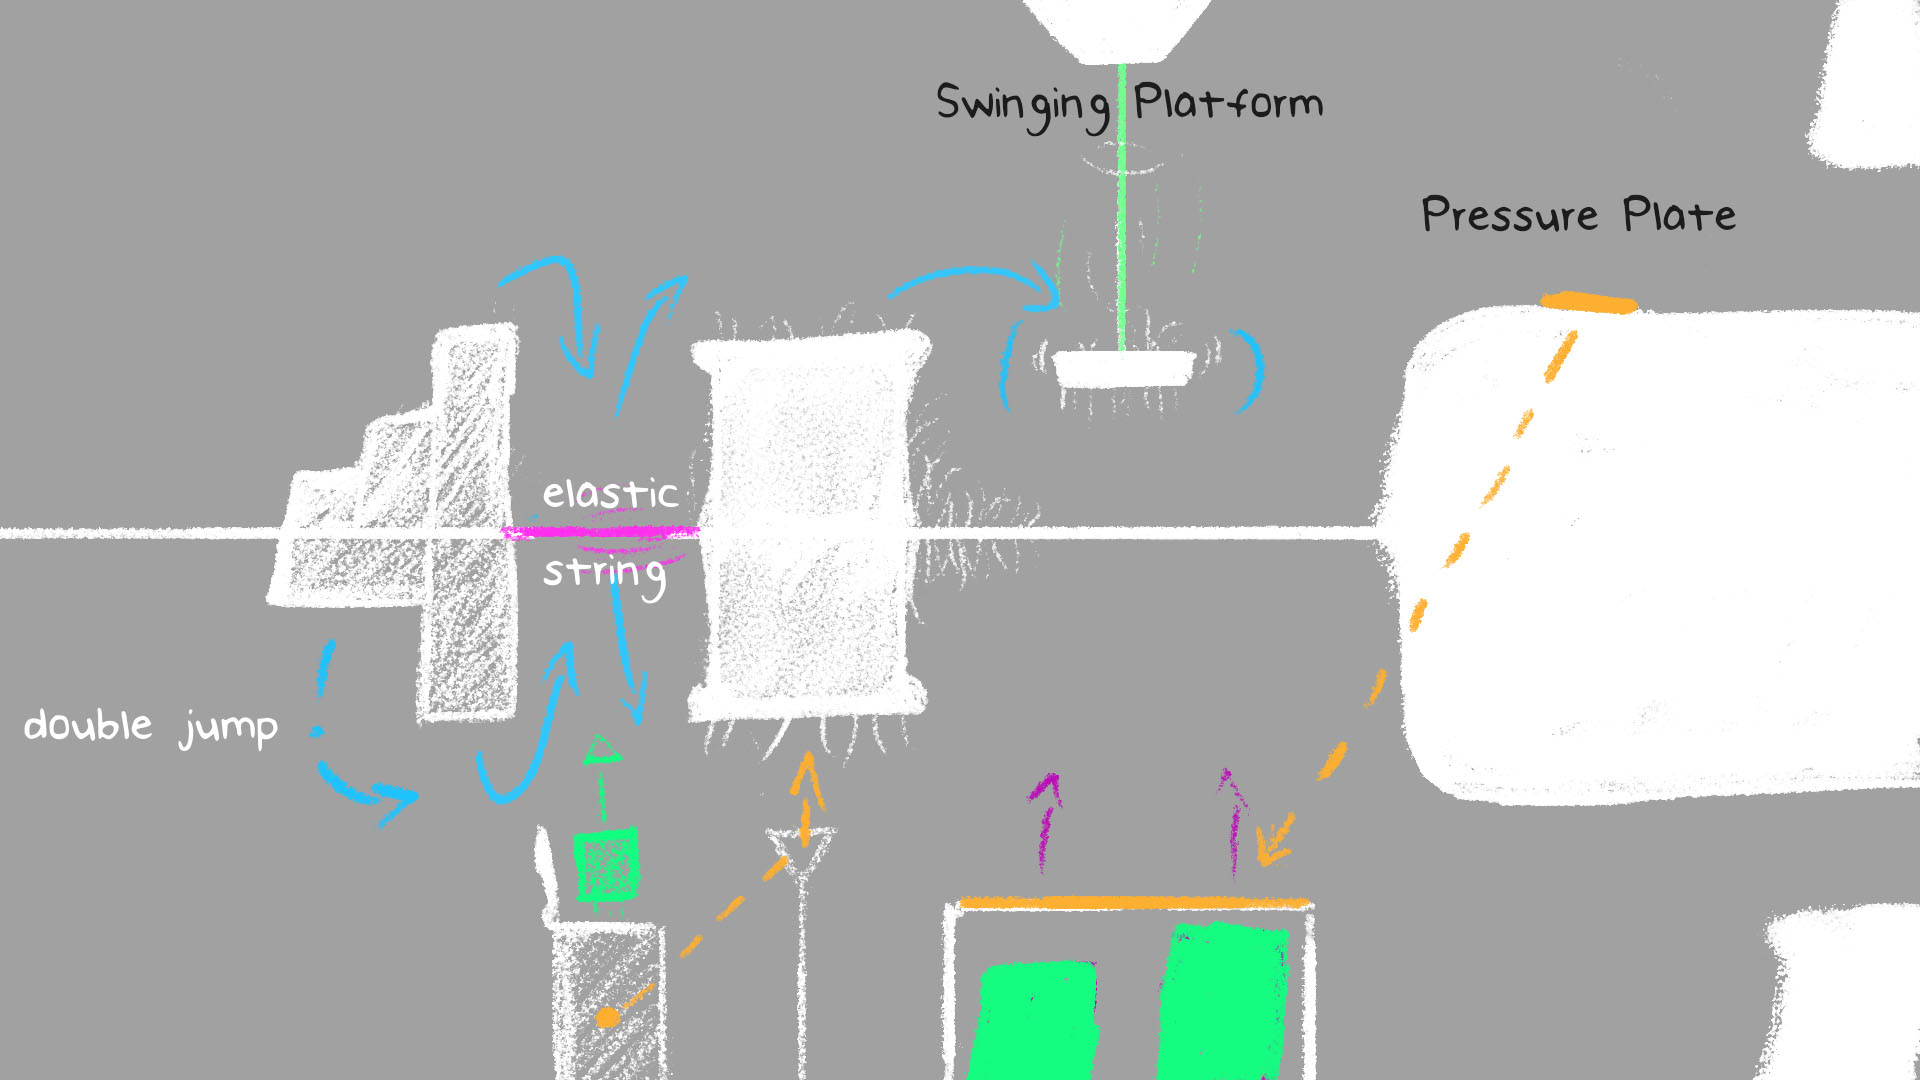 Swinging Platform
Pressure Plate
elastic
string
double jump